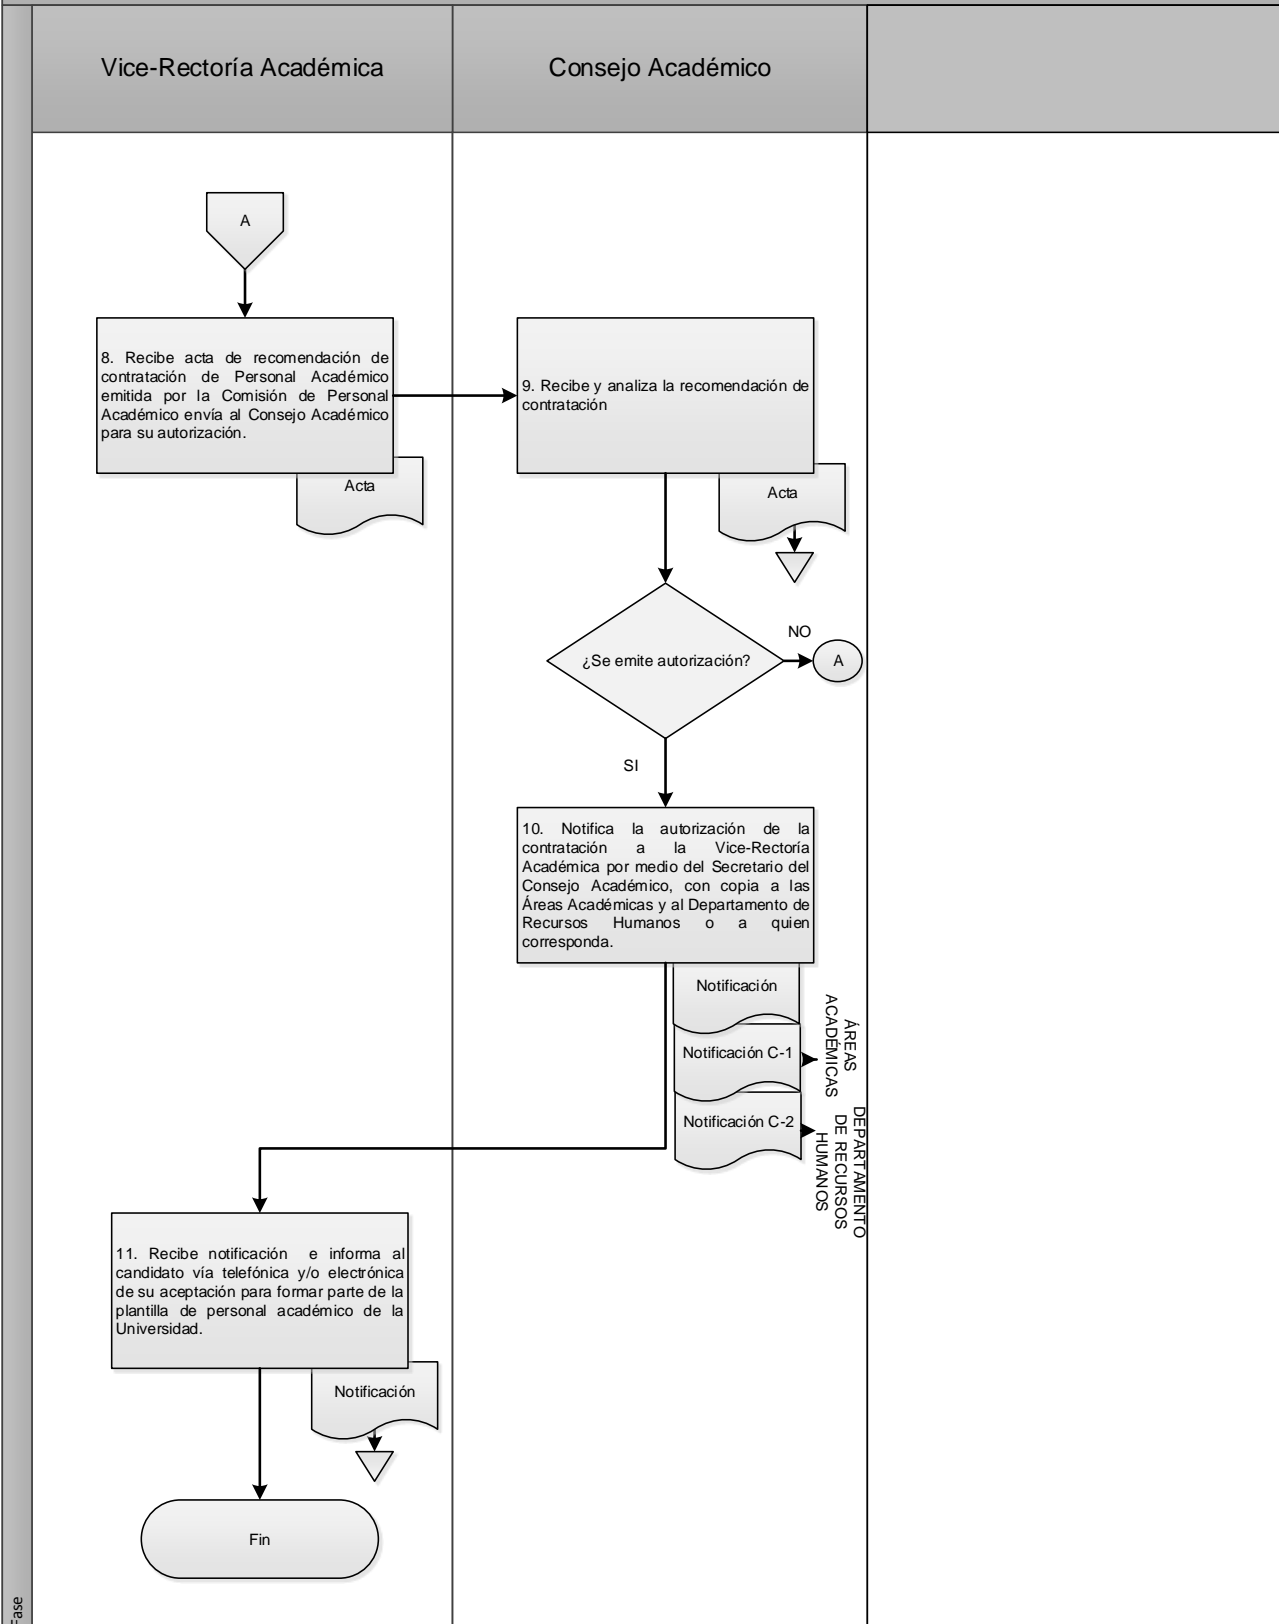 Vice-Rectoría Académica
Consejo Académico
A
8. Recibe acta de recomendación de
contratación de Personal Académico
emitida por la Comisión de Personal
Académico envía al Consejo Académico
para su autorización.
Acta
9. Recibe y analiza la recomendación de
contratación
Acta
¿Se emite autorización?
NO
A
SI
10. Notifica la autorización de la
contratación a la Vice-Rectoría
Académica por medio del Secretario del
Consejo Académico, con copia a las
Áreas Académicas y al Departamento de
Recursos Humanos o a quien
corresponda.
Notificación
Notificación C-1
ÁREAS
ACADÉMICAS
Notificación C-2
DEPARTAMENTO
DE RECURSOS
HUMANOS
11. Recibe notificación e informa al
candidato vía telefónica y/o electrónica
de su aceptación para formar parte de la
plantilla de personal académico de la
Universidad.
Notificación
Fin
Fase